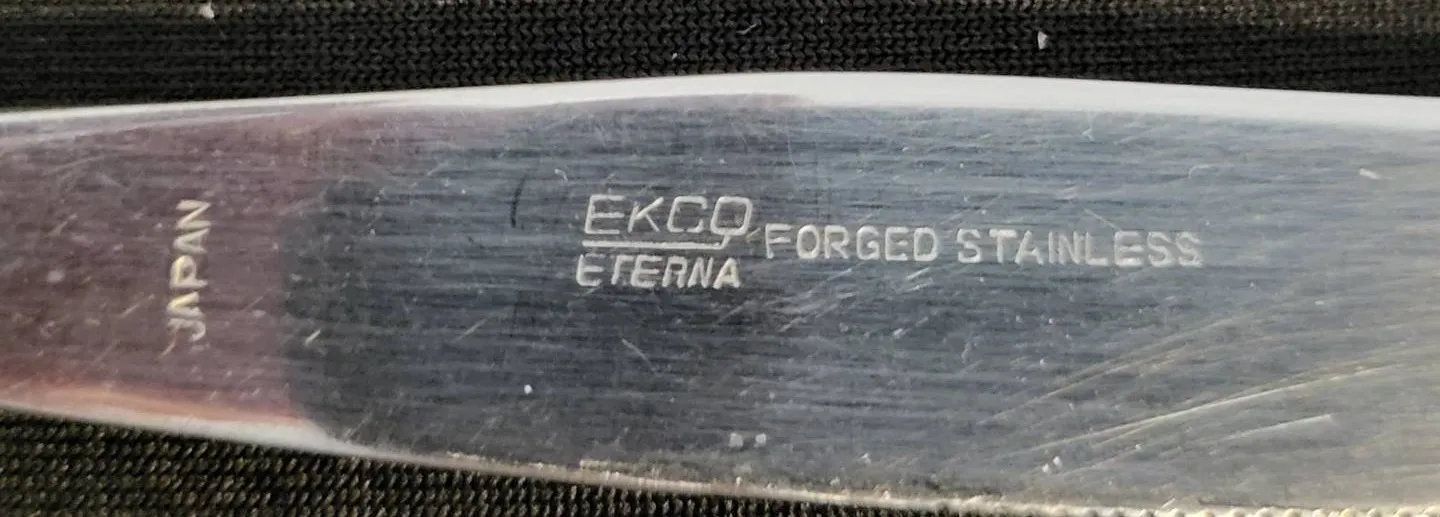 JAPAN
EKCO
ETERNA
FORGED STAINLESS